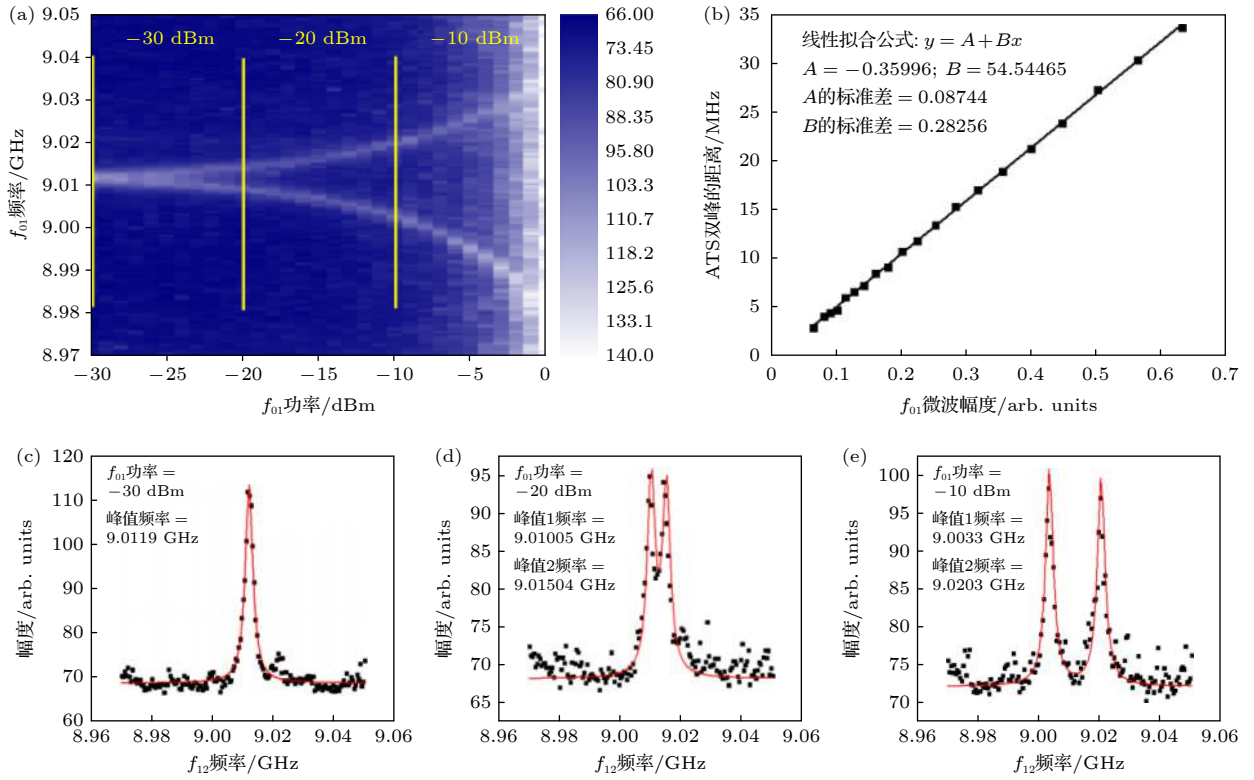 (a)
9.05
9.04
9.03
9.02
9.01
9.00
8.99
8.98
8.97
f01频率/GHz
−30 dBm
−20 dBm
−10 dBm
−30
−25
−20
−15
−10
−5
0
f01功率/dBm
66.00
73.45
80.90
88.35
95.80
103.3
110.7
118.2
125.6
133.1
140.0
(b)
35
30
25
20
15
10
5
0
ATS双峰的距离/MHz
线性拟合公式: y = A+Bx
A = −0.35996; B = 54.54465
A的标准差 = 0.08744
B的标准差 = 0.28256
0
0.1
0.2
0.3
0.4
0.5
0.6
0.7
f01微波幅度/arb. units
(c)
120
110
100
90
80
70
60
幅度/arb. units
f01功率 =
−30 dBm
峰值频率 =
9.0119 GHz
8.96
8.98
9.00
9.02
9.04
9.06
f12频率/GHz
(d)
95
90
85
80
75
70
65
幅度/arb. units
f01功率 =
−20 dBm
峰值1频率 =
9.01005 GHz
峰值2频率 =
9.01504 GHz
8.96
8.98
9.00
9.02
9.04
9.06
f12频率/GHz
(e)
100
95
90
85
80
75
70
幅度/arb. units
f01功率 =
−10 dBm
峰值1频率 =
9.0033 GHz
峰值2频率 =
9.0203 GHz
8.96
8.98
9.00
9.02
9.04
9.06
f12频率/GHz